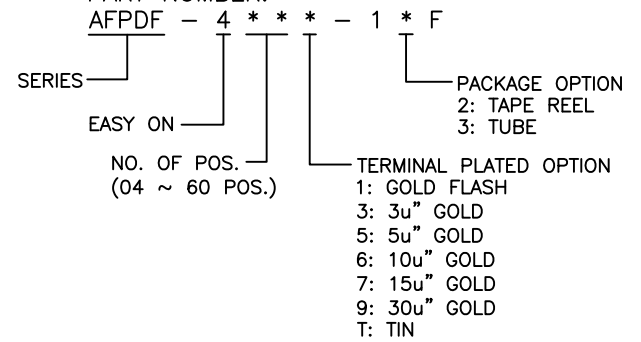 AFPDF - 4 * * * - 1 * F
SERIES
PACKAGE OPTION
2: TAPE REEL
3: TUBE
EASY ON
NO. OF POS.
(04 ~ 60 POS.)
TERMINAL PLATED OPTION
1: GOLD FLASH
3: 3u" GOLD
5: 5u" GOLD
6: 10u" GOLD
7: 15u" GOLD
9: 30u" GOLD
T: TIN